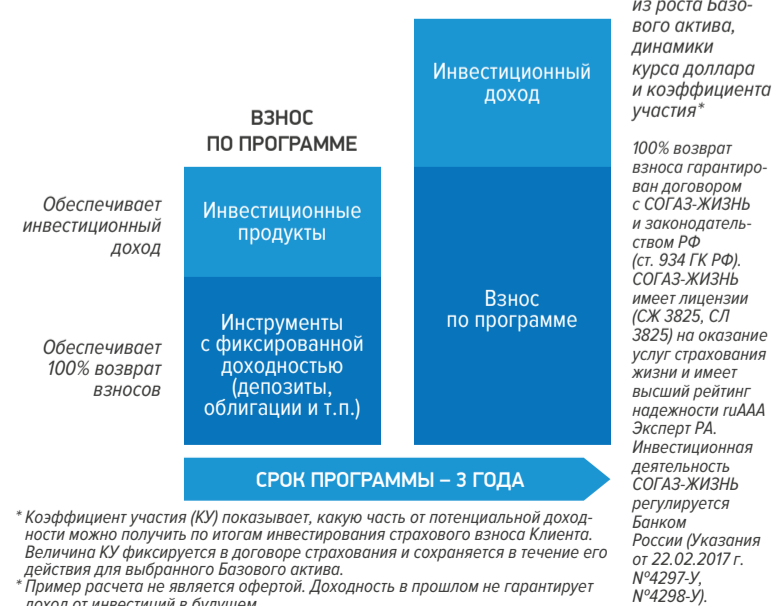 ВЗНОС
ПО ПРОГРАММЕ
Обеспечивает
инвестиционный
доход
Инвестиционные
продукты
Обеспечивает
100% возврат
взносов
Инструменты
с фиксированной
доходностью
(депозиты,
облигации и т.п.)
Инвестиционный
доход
Взнос
по программе
СРОК ПРОГРАММЫ – 3 ГОДА
из роста Базо-
вого актива,
динамики
курса доллара
и коэффициента
участия*
100% возврат
взноса гарантиро-
ван договором
с СОГАЗ-ЖИЗНЬ
и законодатель-
ством РФ
(ст. 934 ГК РФ).
СОГАЗ-ЖИЗНЬ
имеет лицензии
(СЖ 3825, СЛ
3825) на оказание
услуг страхования
жизни и имеет
высший рейтинг
надежности ruAAA
Эксперт РА.
Инвестиционная
деятельность
СОГАЗ-ЖИЗНЬ
регулируется
Банком
России (Указания
от 22.02.2017 г.
№4297-У,
№4298-У).
* Коэффициент участия (КУ) показывает, какую часть от потенциальной доход-
ности можно получить по итогам инвестирования страхового взноса Клиента.
Величина КУ фиксируется в договоре страхования и сохраняется в течение его
действия для выбранного Базового актива.
* Пример расчета не является офертой. Доходность в прошлом не гарантирует
доход от инвестиций в будущем.